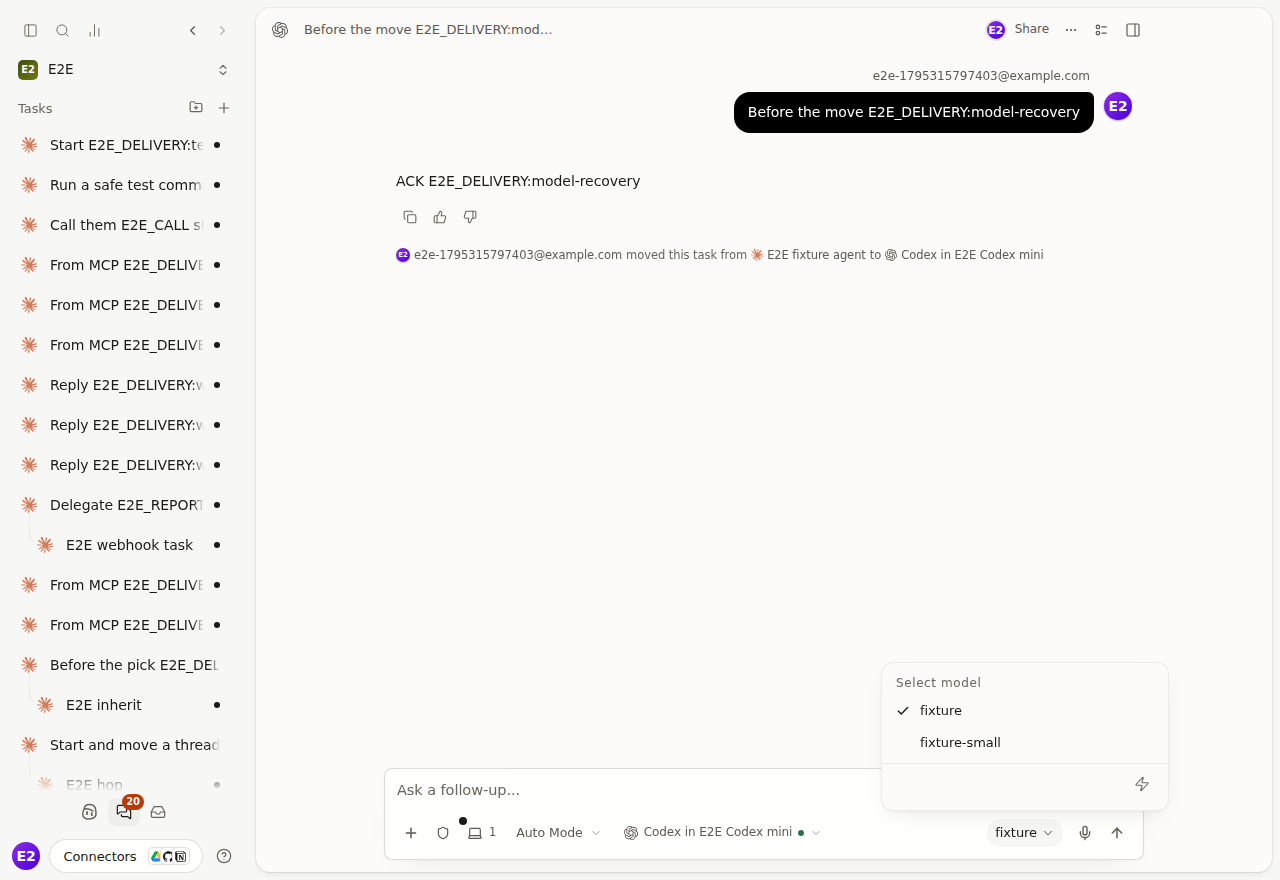 E2 E2E
Tasks
Start E2E_DELIVERY:te
Run a safe test comm
Call them E2E_CALL sl
From MCP E2E_DELIVE
From MCP E2E_DELIVE
From MCP E2E_DELIVE
Reply E2E_DELIVERY:w
Reply E2E_DELIVERY:w
Reply E2E_DELIVERY:w
Delegate E2E_REPORT
E2E webhook task
From MCP E2E_DELIVE
From MCP E2E_DELIVE
Before the pick E2E_DEL
E2E inherit
Start and move a thread
E2E hop
20
E2 Connectors
Before the move E2E_DELIVERY:mod...
E2 Share
e2e-1795315797403@example.com
Before the move E2E_DELIVERY:model-recovery
E2
ACK E2E_DELIVERY:model-recovery
E2 e2e-1795315797403@example.com moved this task from E2E fixture agent to Codex in E2E Codex mini
Select model
fixture
fixture-small
Ask a follow-up...
1 Auto Mode Codex in E2E Codex mini fixture